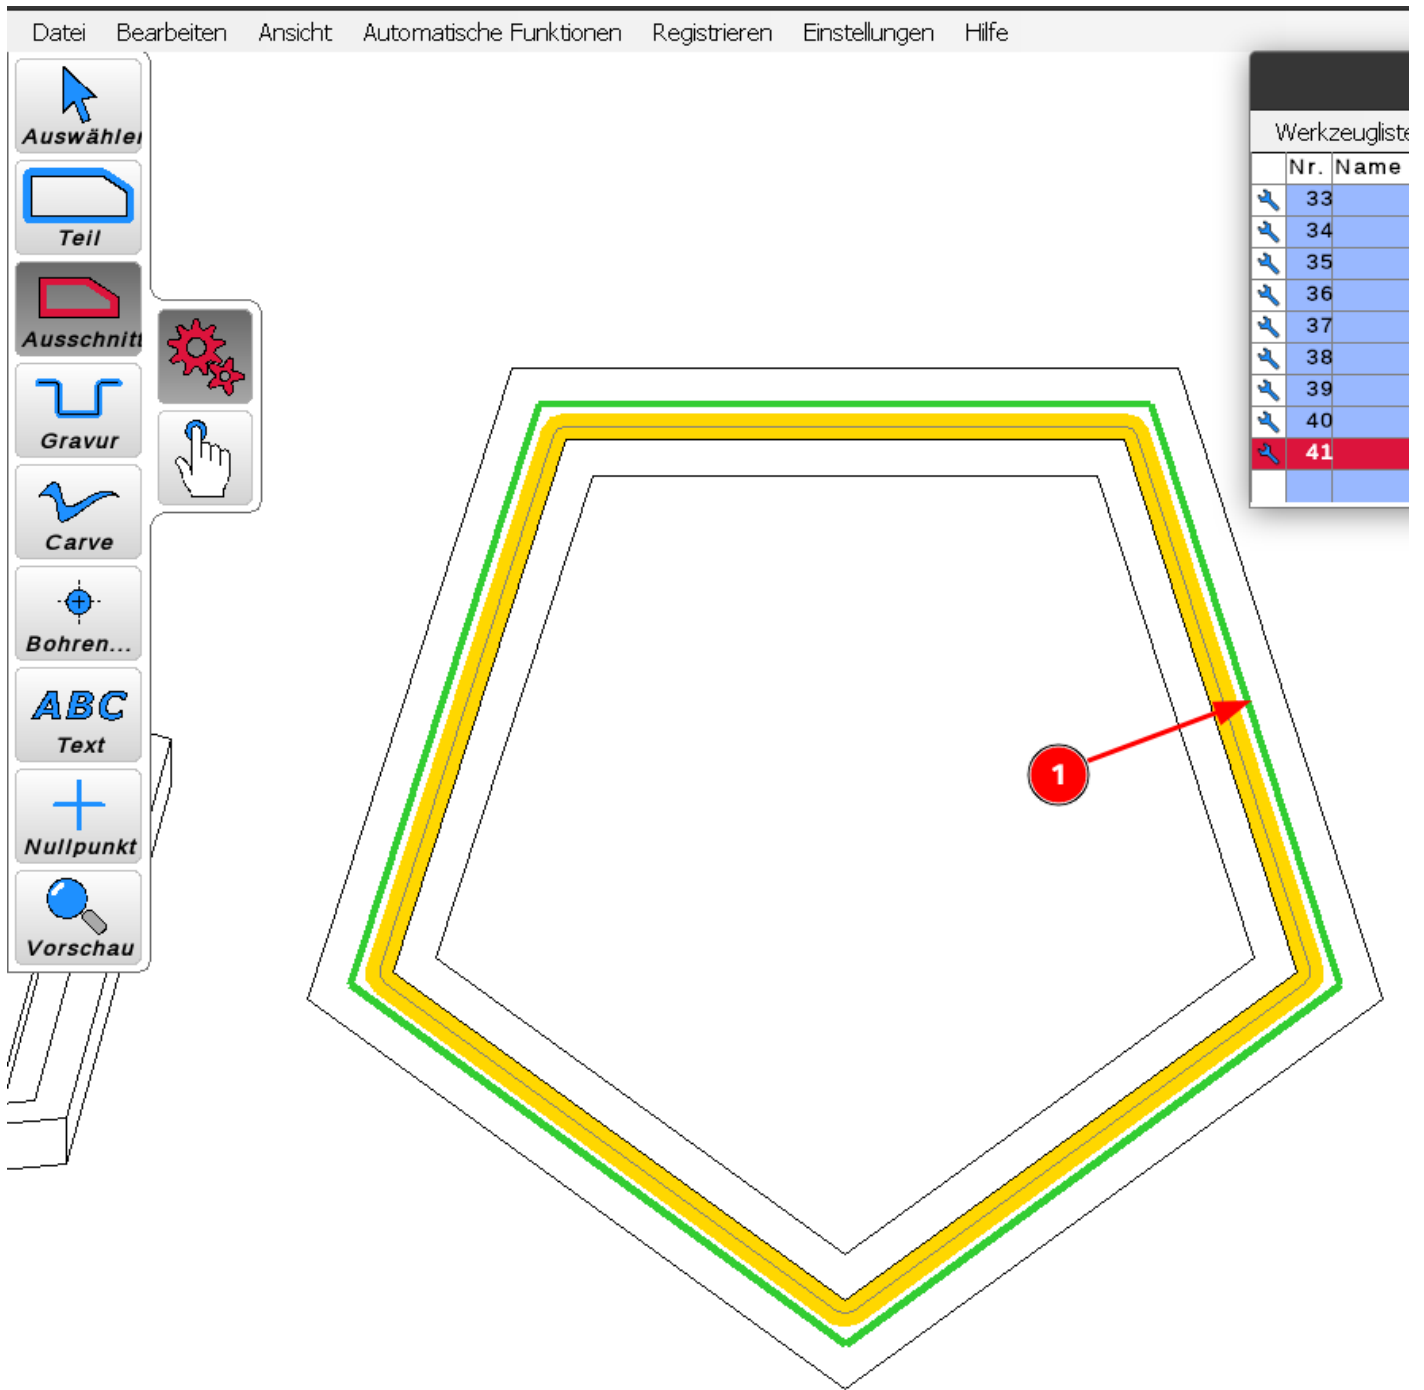 Datei Bearbeiten Ansicht Automatische Funktionen Registrieren Einstellungen Hilfe
Auswähle
Teil
Ausschnitt
Gravur
Carve
Bohren...
ABC
Text
Nullpunkt
Vorschau
1
Werkzeugliste
Nr. Name
33
34
35
36
37
38
39
40
41